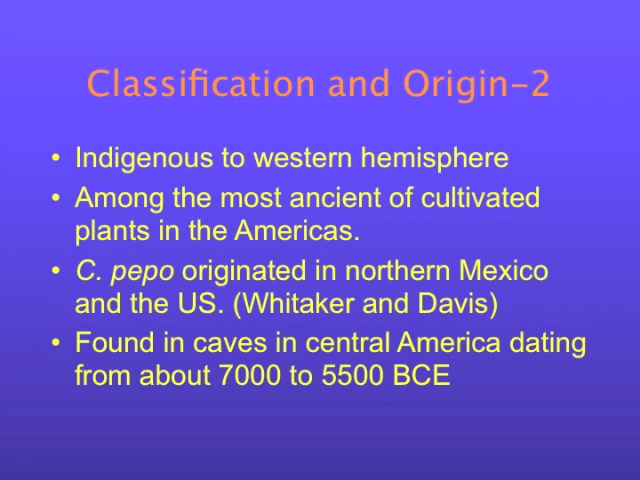 Classification and Origin-2
• Indigenous to western hemisphere
• Among the most ancient of cultivated
plants in the Americas.
• C. pepo originated in northern Mexico
and the US. (Whitaker and Davis)
• Found in caves in central America dating
from about 7000 to 5500 BCE